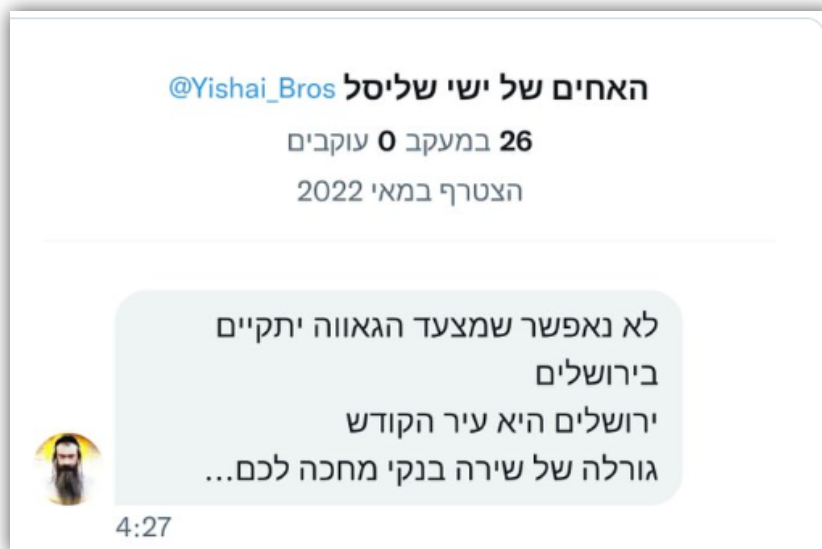 האחים של ישי שליסל @Yishai_Bros
26 במעקב 0 עוקבים
הצטרף במאי 2022
לא נאפשר שמצעד הגאווה יתקיים
בירושלים
ירושלים היא עיר הקודש
גורלה של שירה בנקי מחכה לכם...
4:27